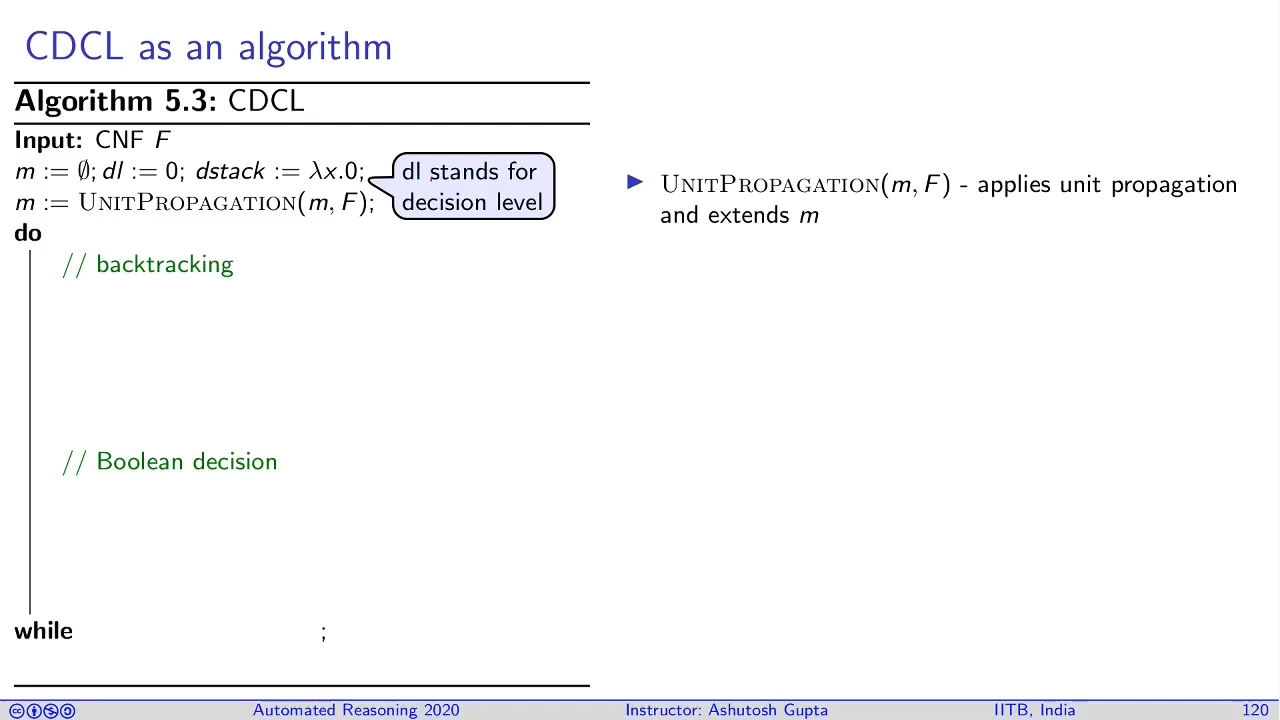 CDCL as an algorithm
Algorithm 5.3: CDCL
Input: CNF F
m := ∅; dl := 0; dstack := λx.0;
m := UNITPROPAGATION(m, F);
dl stands for
decision level
do
// backtracking
// Boolean decision
while ;
▶ UNITPROPAGATION(m, F) - applies unit propagation
and extends m
Automated Reasoning 2020 Instructor: Ashutosh Gupta IITB, India 120